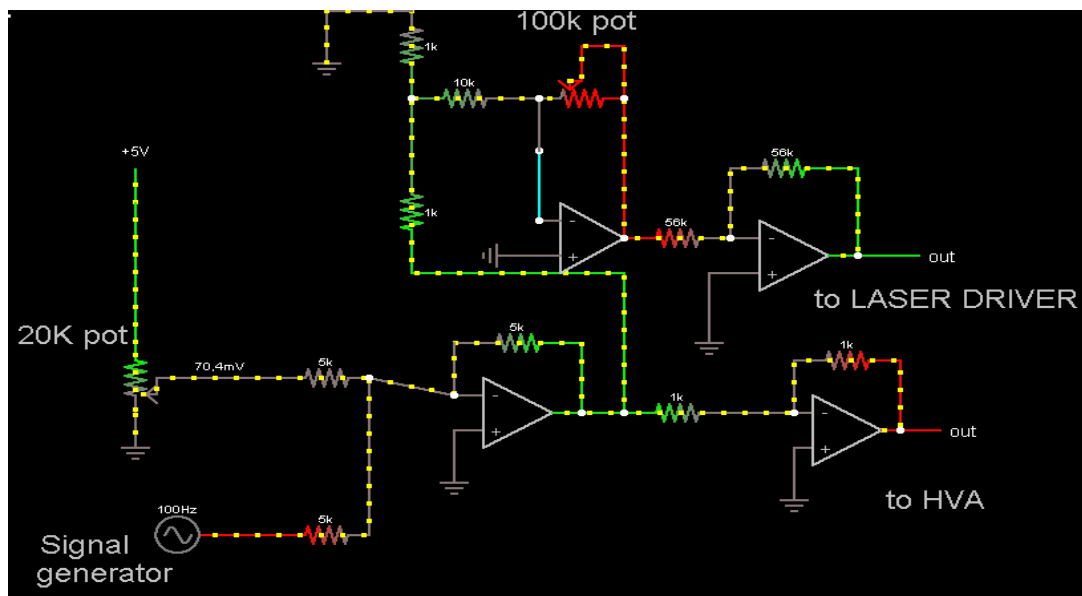 100k pot
1k
10k
+5V
1k
56k
56k
-
+
-
+
out
to LASER DRIVER
20K pot
70,4mV
5k
5k
1k
1k
-
+
-
+
out
to HVA
100Hz
5k
Signal
generator